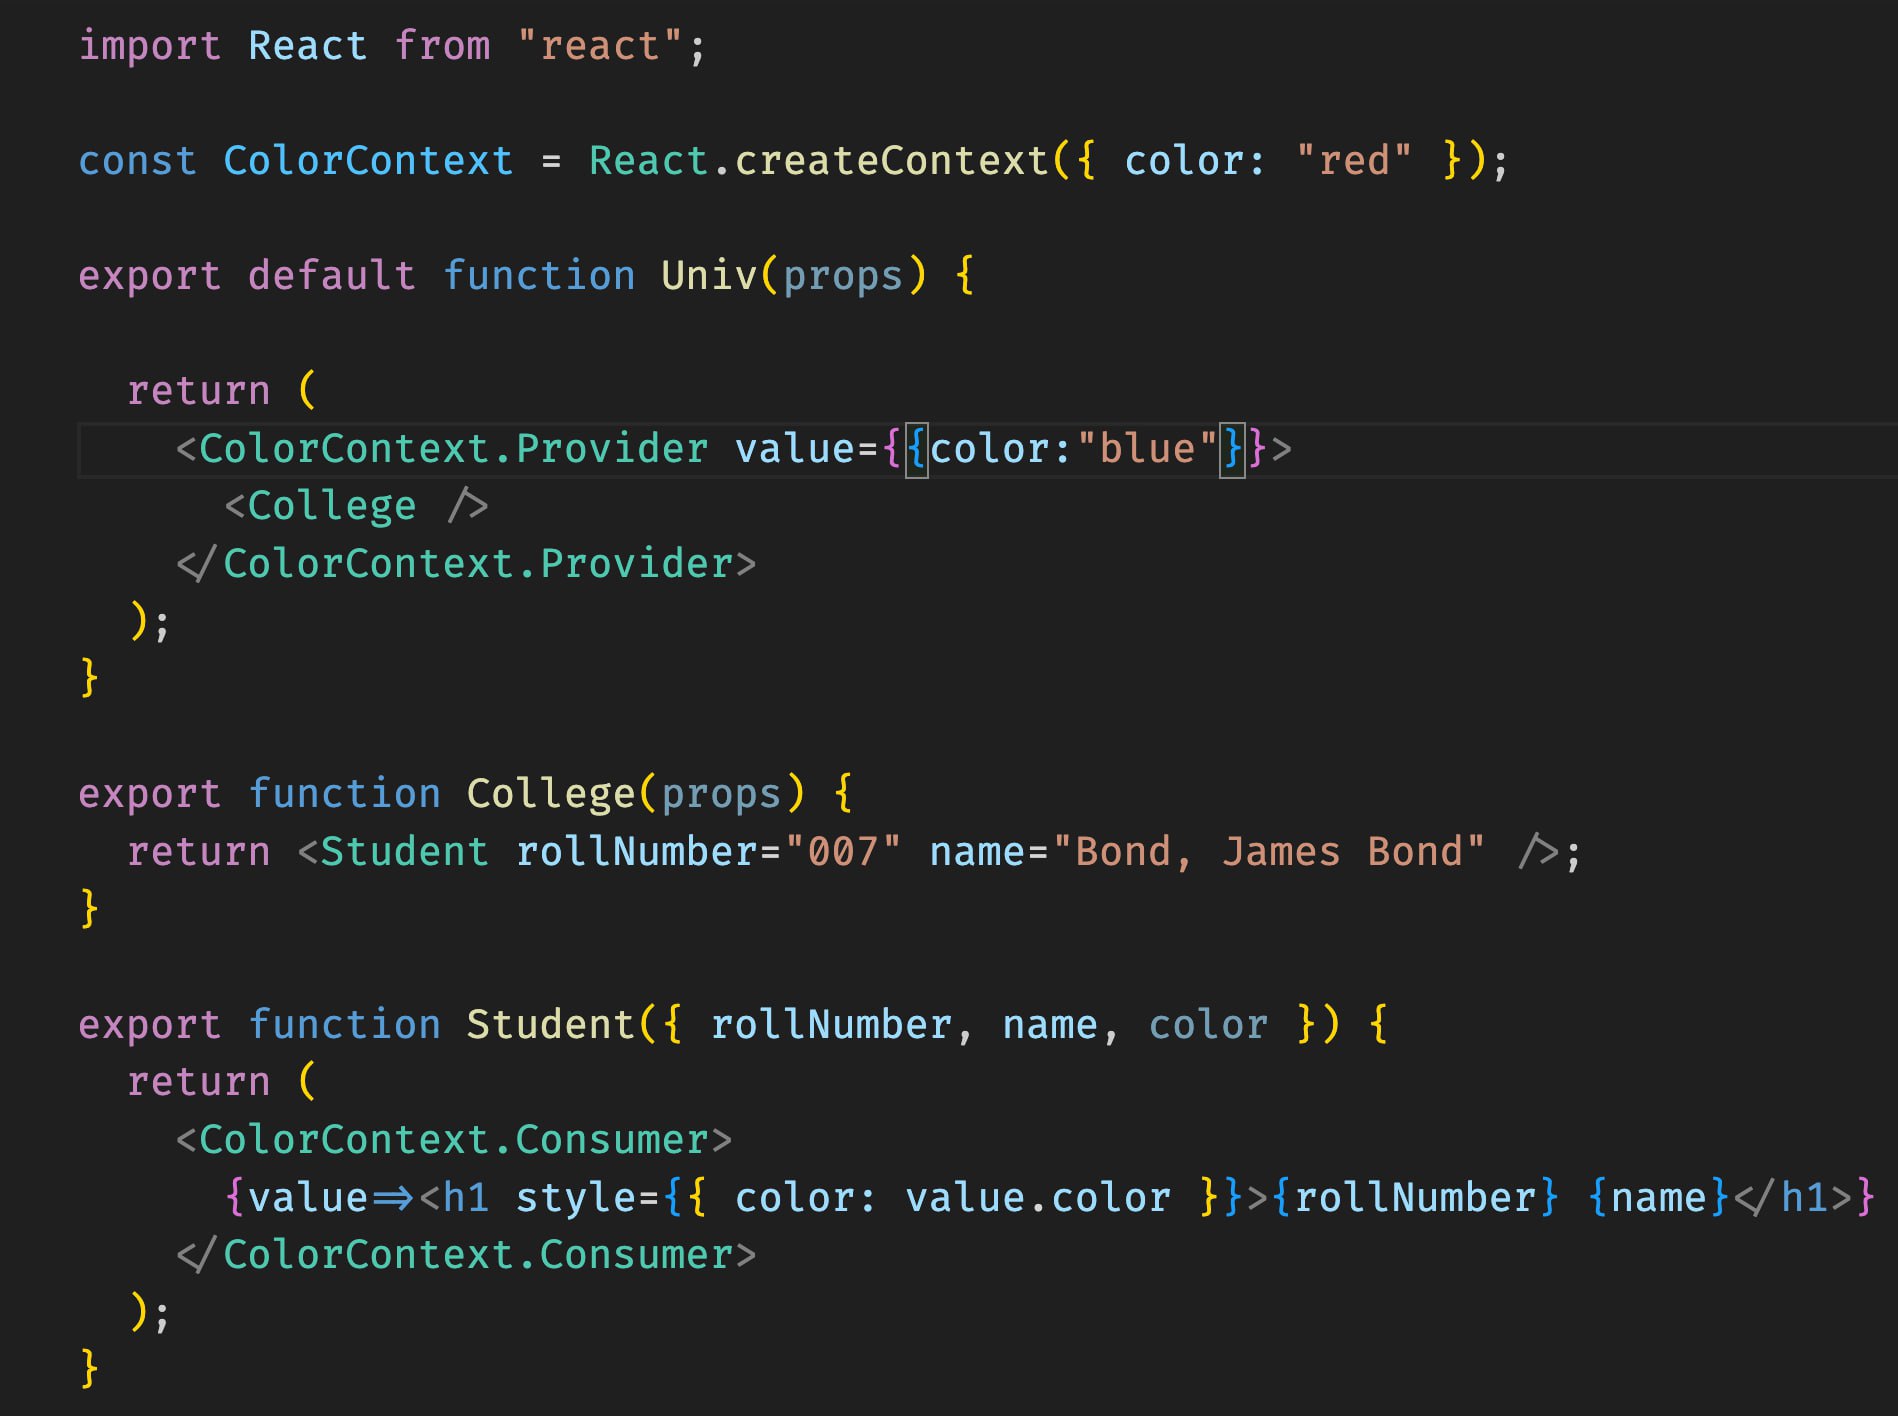 import React from "react";
const ColorContext = React.createContext({ color: "red" });
export default function Univ(props) {
return (
<ColorContext.Provider value={{color:"blue"}}>
<College />
</ColorContext.Provider>
);
}
export function College(props) {
return <Student rollNumber="007" name="Bond, James Bond" />;
}
export function Student({ rollNumber, name, color }) {
return (
<ColorContext.Consumer>
{value=><h1 style={{ color: value.color }}>{rollNumber} {name}</h1>}
</ColorContext.Consumer>
);
}